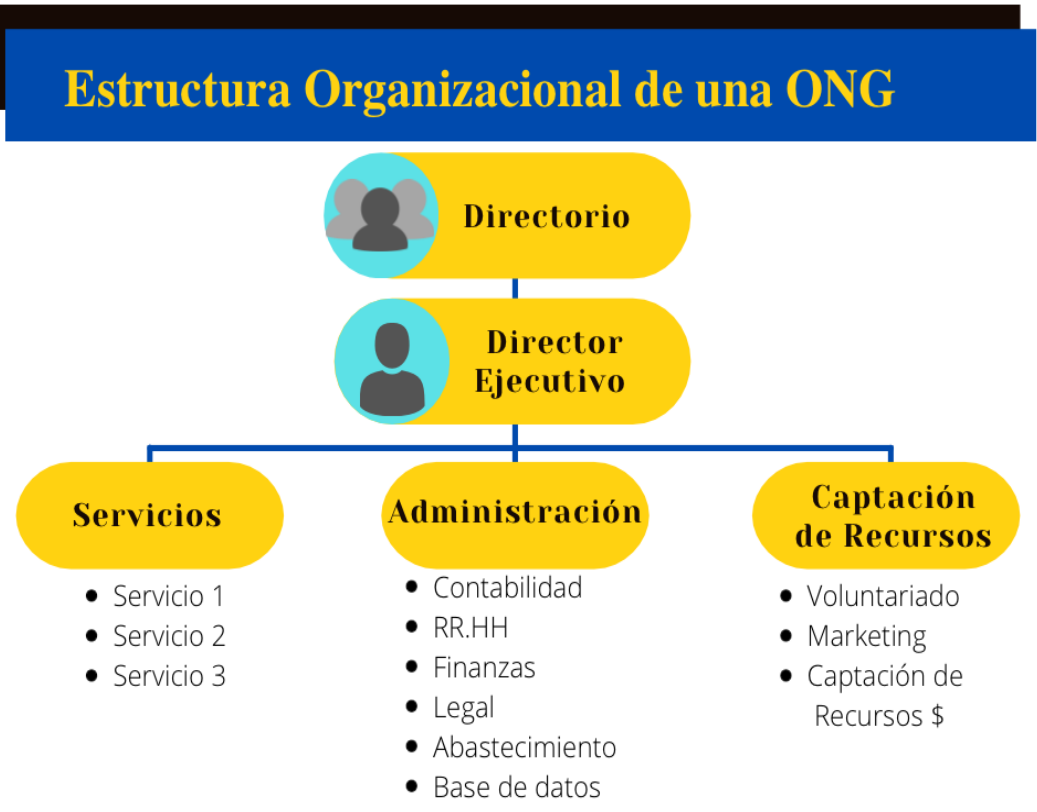 Estructura Organizacional de una ONG
Directorio
Director
Ejecutivo
Servicios
• Servicio 1
• Servicio 2
• Servicio 3
Administración
• Contabilidad
• RR.HH
• Finanzas
• Legal
• Abastecimiento
• Base de datos
Captación
de Recursos
• Voluntariado
• Marketing
• Captación de
Recursos $